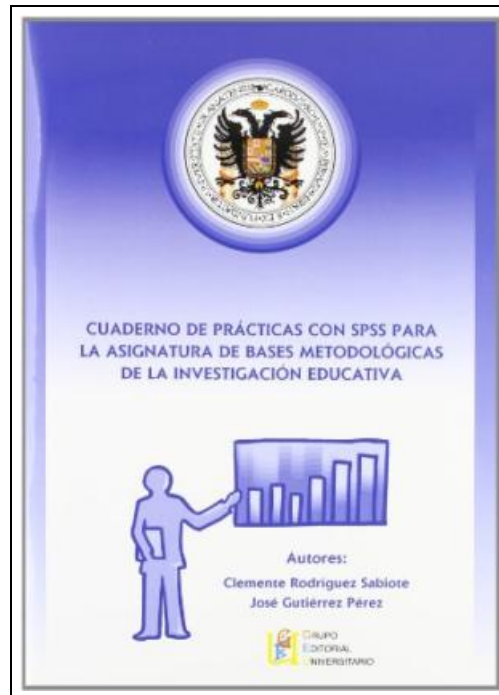 CUADERNO DE PRÁCTICAS CON SPSS PARA
LA ASIGNATURA DE BASES METODOLÓGICAS
DE LA INVESTIGACIÓN EDUCATIVA
Autores:
Clemente Rodríguez Sabiote
José Gutiérrez Pérez
GRUPO
EDITORIAL
UNIVERSITARIO